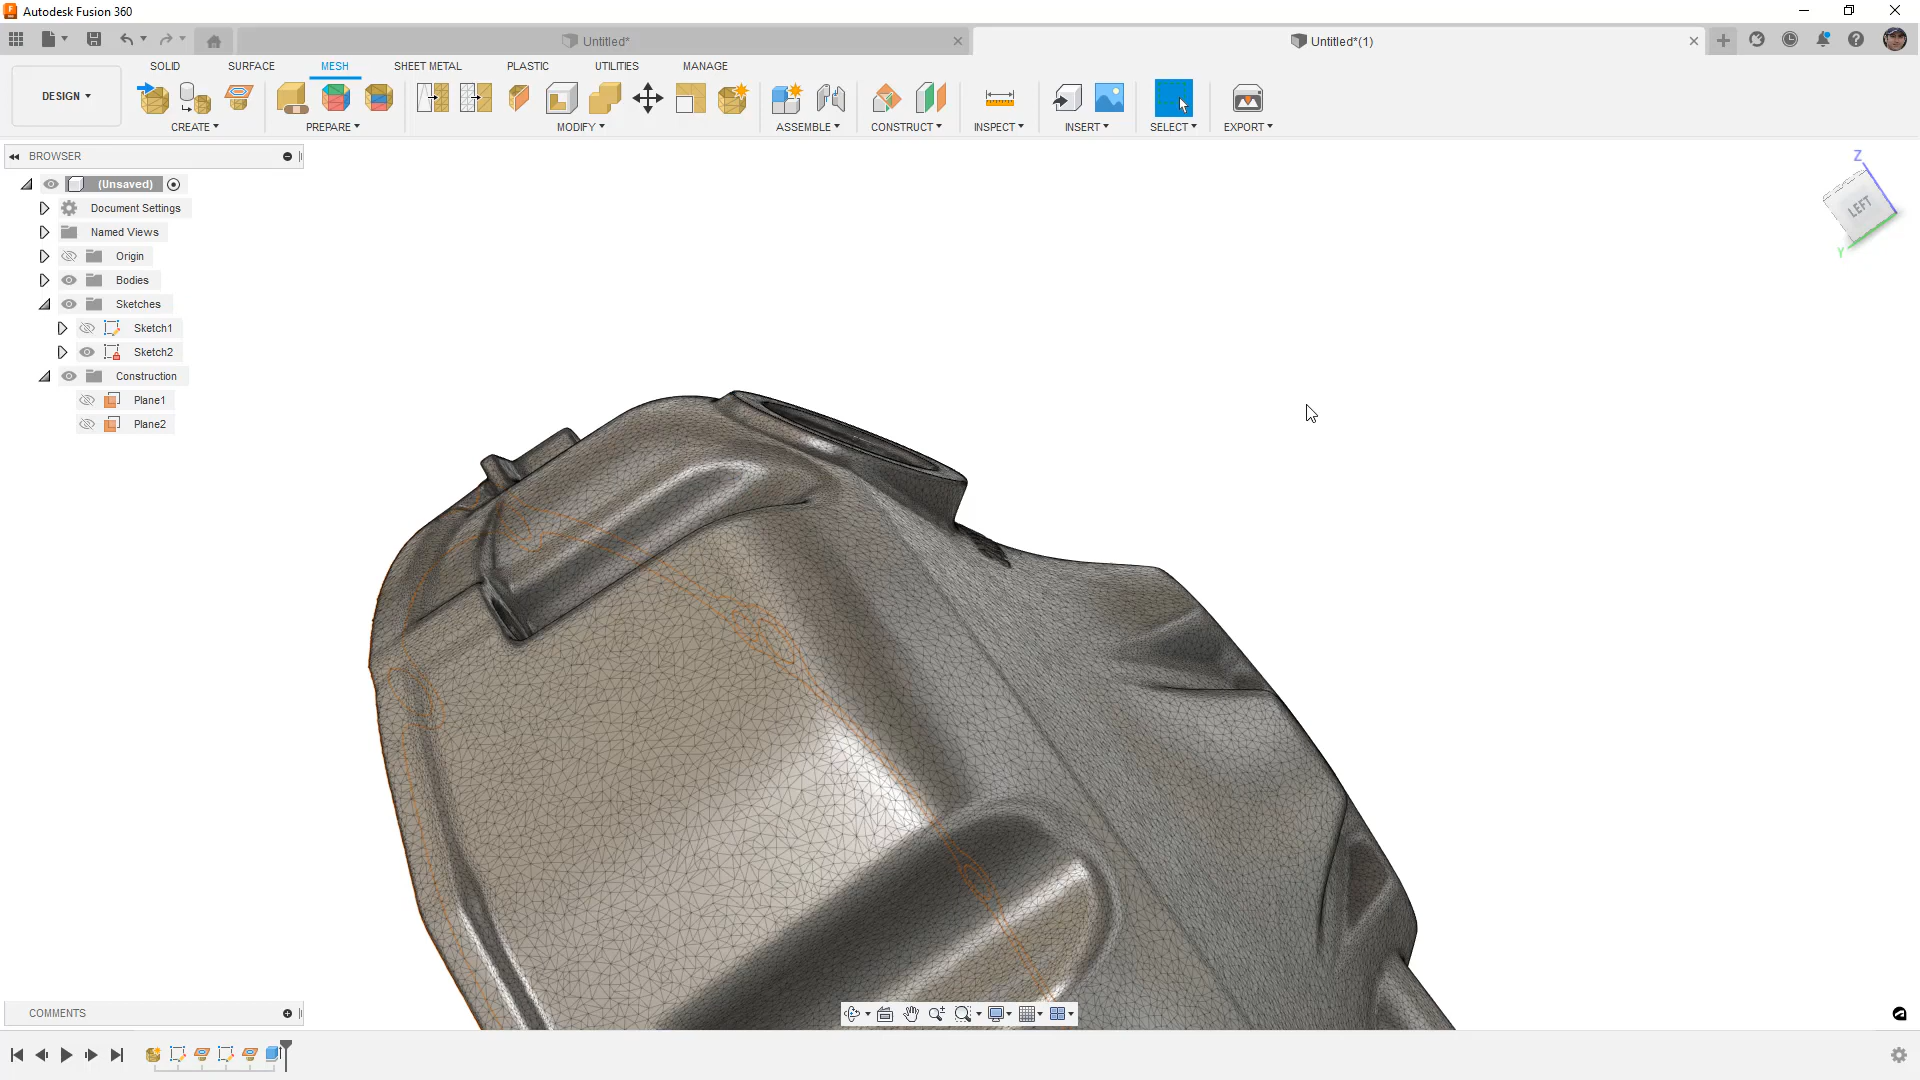 Autodesk Fusion 360
Untitled*
Untitled*(1)
SOLID SURFACE MESH SHEET METAL PLASTIC UTILITIES MANAGE
DESIGN
CREATE PREPARE MODIFY ASSEMBLE CONSTRUCT INSPECT INSERT SELECT EXPORT
BROWSER
(Unsaved)
Document Settings
Named Views
Origin
Bodies
Sketches
Sketch1
Sketch2
Construction
Plane1
Plane2
Z
LEFT
Y
COMMENTS